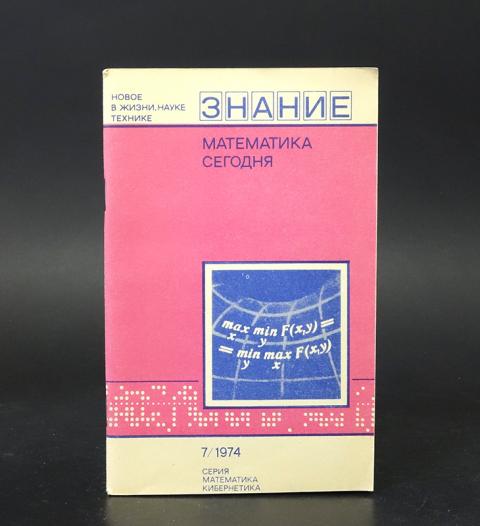 НОВОЕ
В ЖИЗНИ, НАУКЕ
ТЕХНИКЕ
ЗНАНИЕ
МАТЕМАТИКА
СЕГОДНЯ
max min F(x,y) =
x y
= min max F(x,y)
y x
7/1974
СЕРИЯ
МАТЕМАТИКА
КИБЕРНЕТИКА